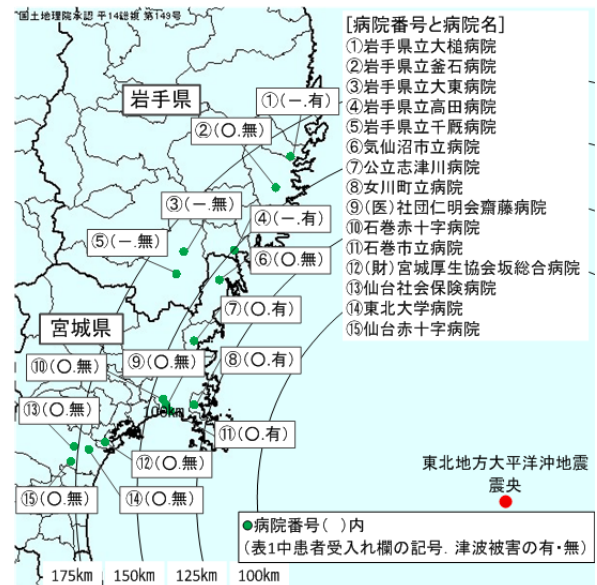 国土地理院承認 平14総複 第149号
[病院番号と病院名]
①岩手県立大槌病院
②岩手県立釜石病院
③岩手県立大東病院
④岩手県立高田病院
⑤岩手県立千厩病院
⑥気仙沼市立病院
⑦公立志津川病院
⑧女川町立病院
⑨(医)社団仁明会齋藤病院
⑩石巻赤十字病院
⑪石巻市立病院
⑫(財)宮城厚生協会坂総合病院
⑬仙台社会保険病院
⑭東北大学病院
⑮仙台赤十字病院
岩手県
①(ー.有)
②(〇.無)
③(ー.無)
④(ー.有)
⑤(ー.無)
⑥(〇.無)
⑦(〇.有)
宮城県
⑩(〇.無)
⑨(〇.無)
⑧(〇.有)
⑬(〇.無)
100km
⑪(〇.有)
⑫(〇.無)
⑮(〇.無)
⑭(〇.無)
東北地方太平洋沖地震
震央
●病院番号( )内
(表1中患者受入れ欄の記号. 津波被害の有・無)
175km 150km 125km 100km